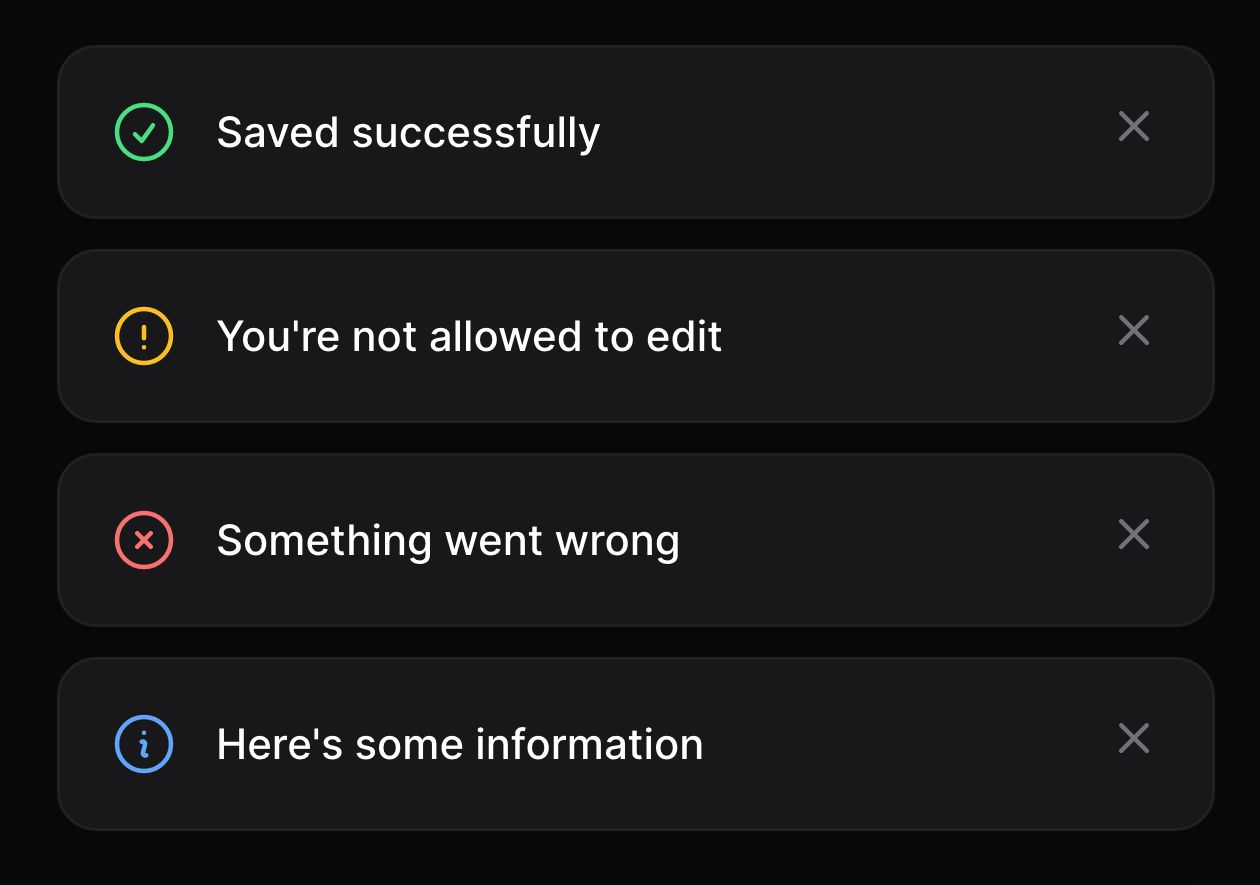 Saved successfully
You're not allowed to edit
Something went wrong
Here's some information